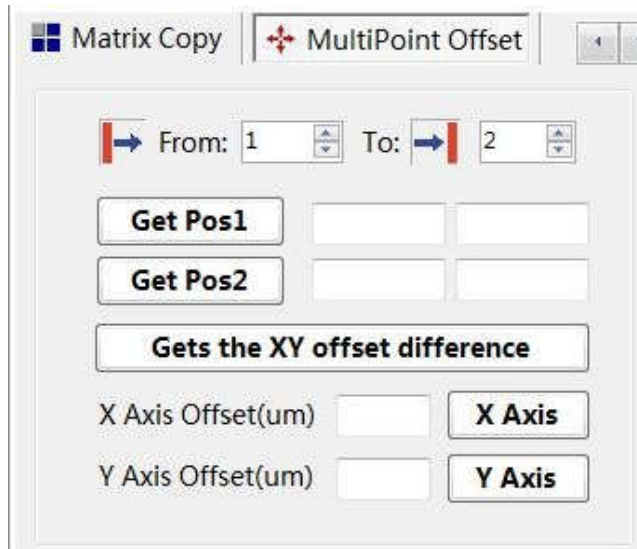 Matrix Copy MultiPoint Offset
From: 1 To: 2
Get Pos1
Get Pos2
Gets the XY offset difference
X Axis Offset(um) X Axis
Y Axis Offset(um) Y Axis